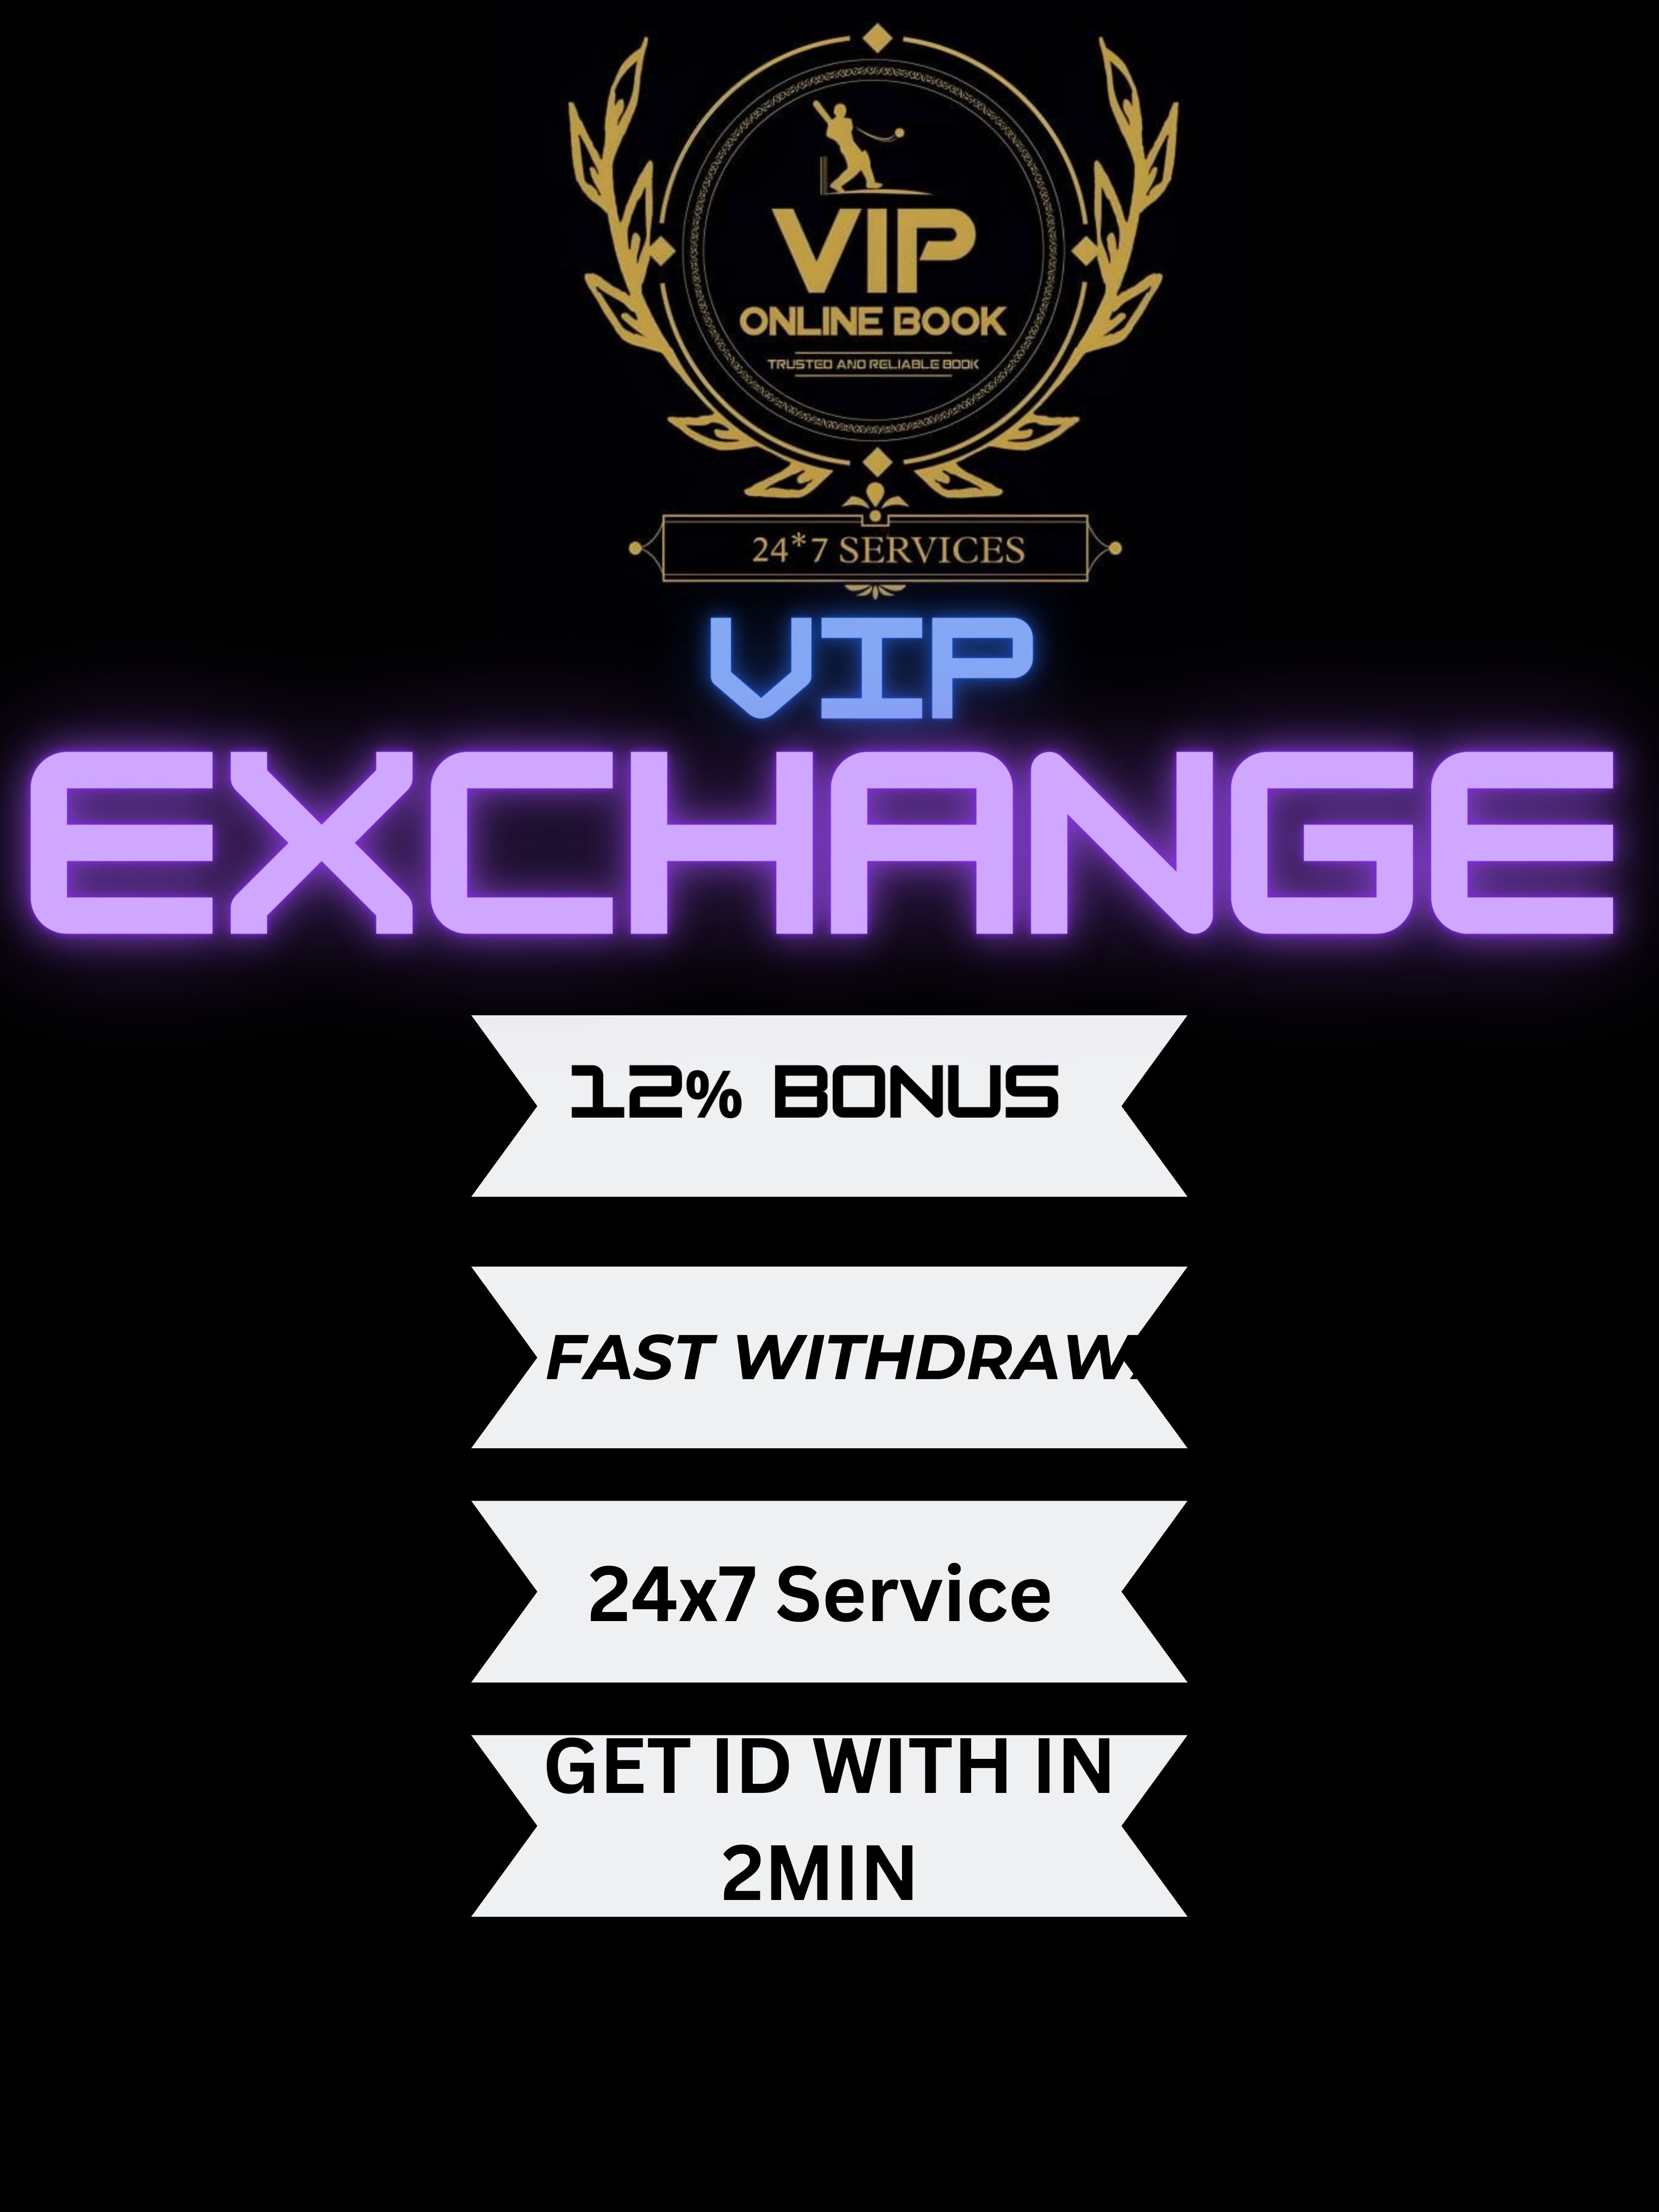 VIP
ONLINE BOOK
TRUSTED AND RELIABLE BOOK
24*7 SERVICES
VIP
EXCHANGE
12% BONUS
FAST WITHDRAW
24x7 Service
GET ID WITH IN
2MIN